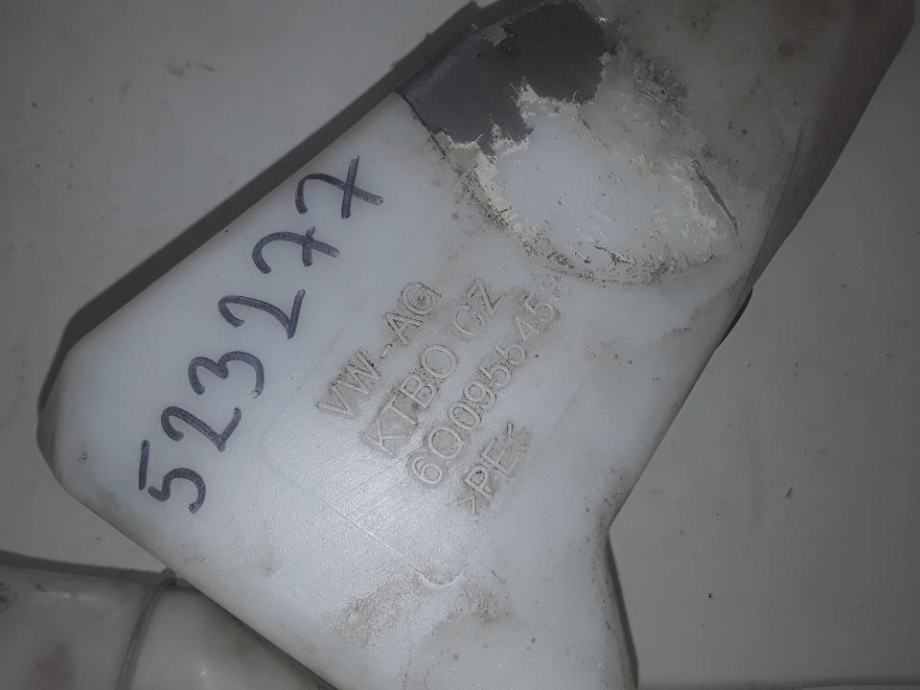 523277
VW-AG
KTBO CZ
>PE<